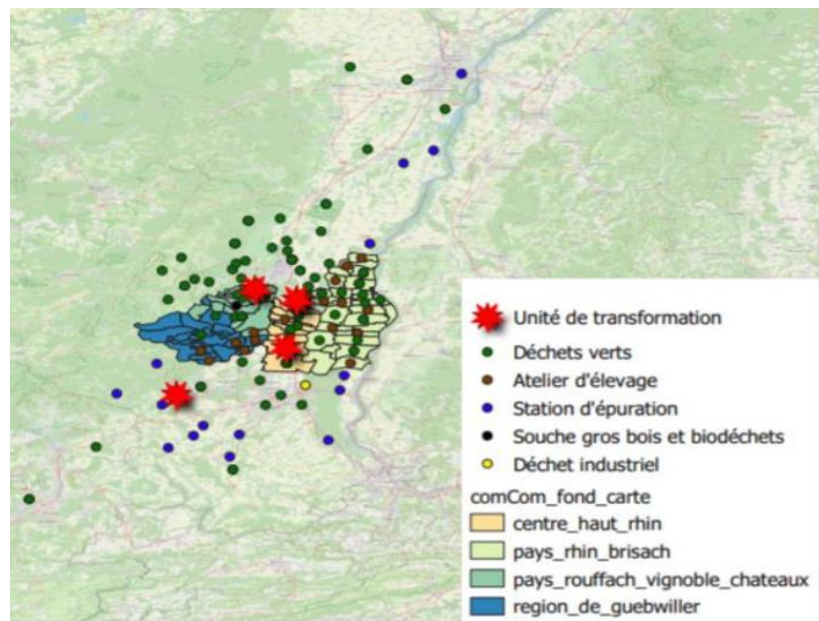 Unité de transformation
Déchets verts
Atelier d'élevage
Station d'épuration
Souche gros bois et biodéchets
Déchet industriel
comCom_fond_carte
centre_haut_rhin
pays_rhin_brisach
pays_rouffach_vignoble_chateaux
region_de_guebwiller